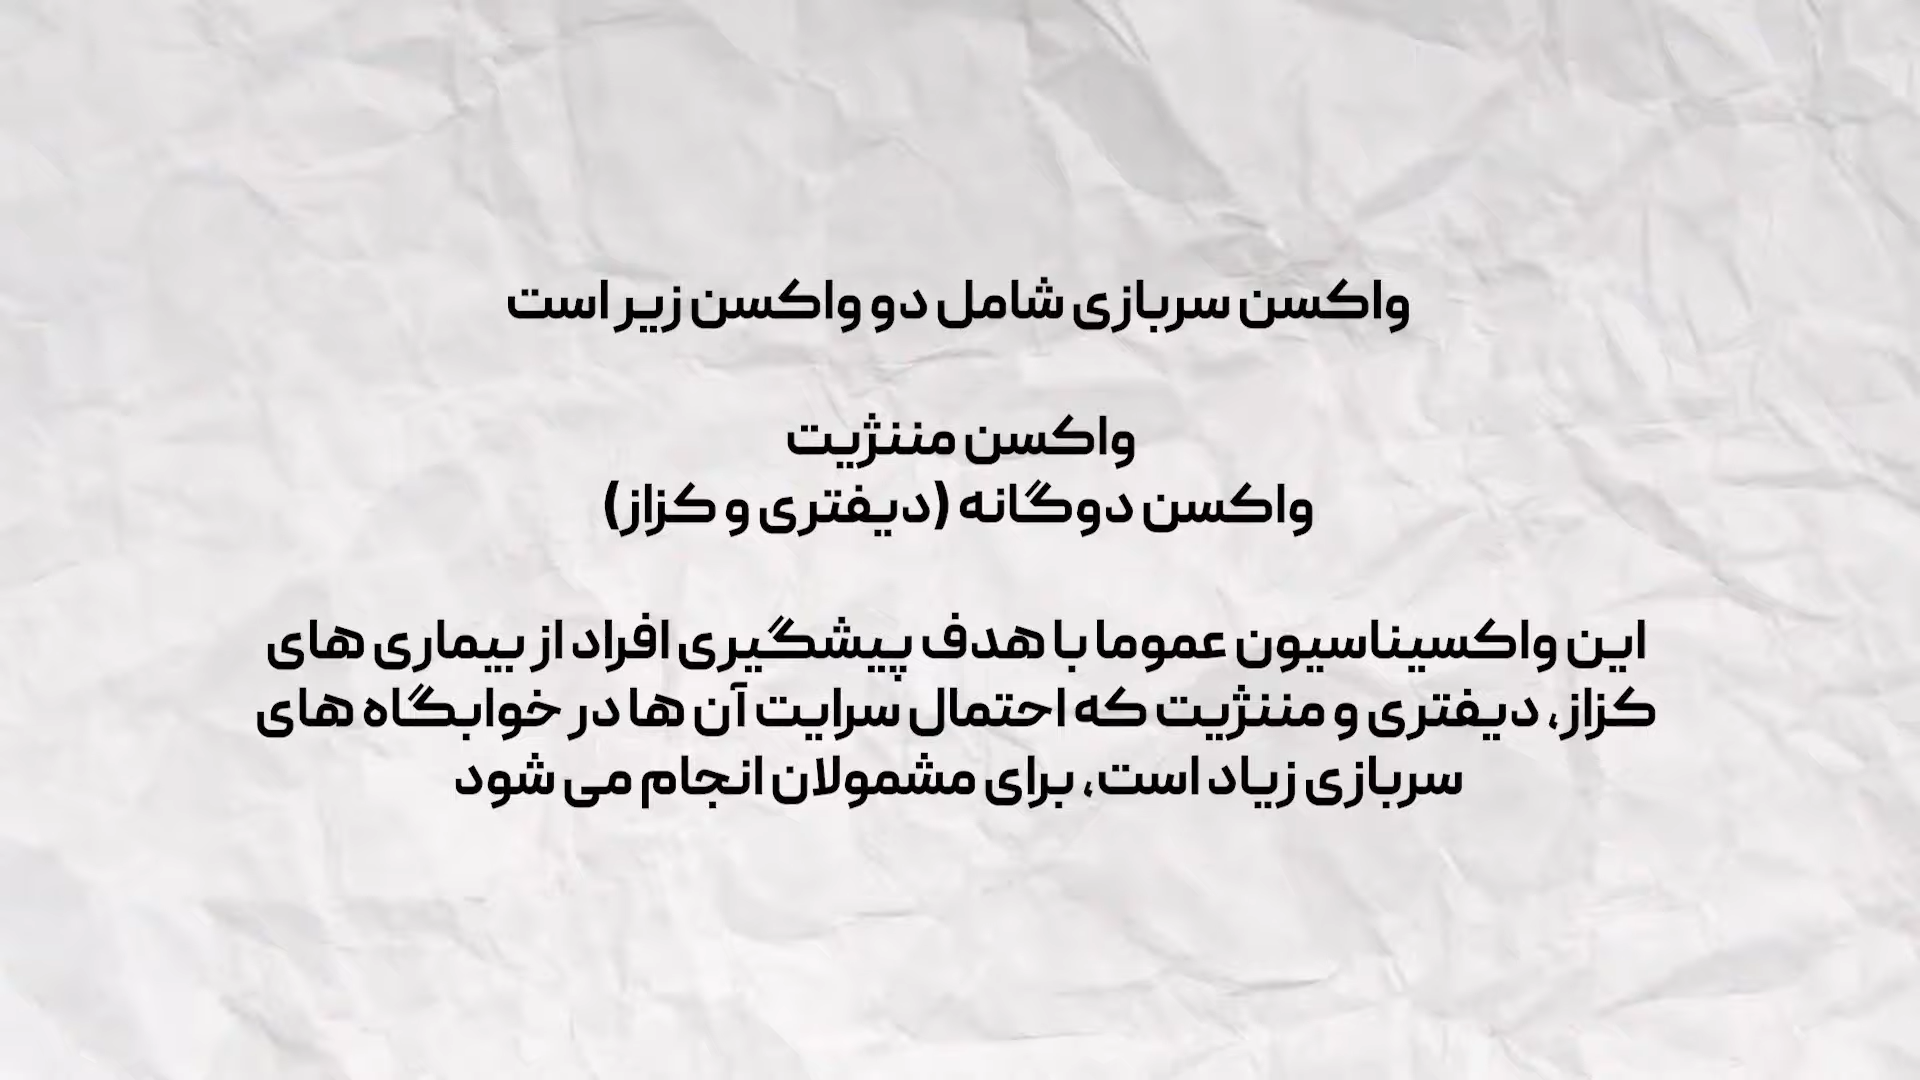 واکسن سربازی شامل دو واکسن زیر است
واکسن مننژیت
واکسن دوگانه (دیفتری و کزاز)
این واکسیناسیون عموما با هدف پیشگیری افراد از بیماری های
کزاز، دیفتری و مننژیت که احتمال سرایت آن ها در خوابگاه های
سربازی زیاد است، برای مشمولان انجام می شود